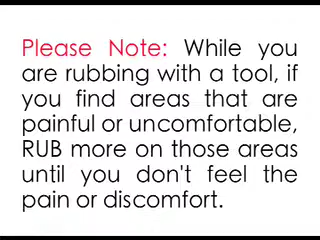 Please Note: While you
are rubbing with a tool, if
you find areas that are
painful or uncomfortable,
RUB more on those areas
until you don't feel the
pain or discomfort.